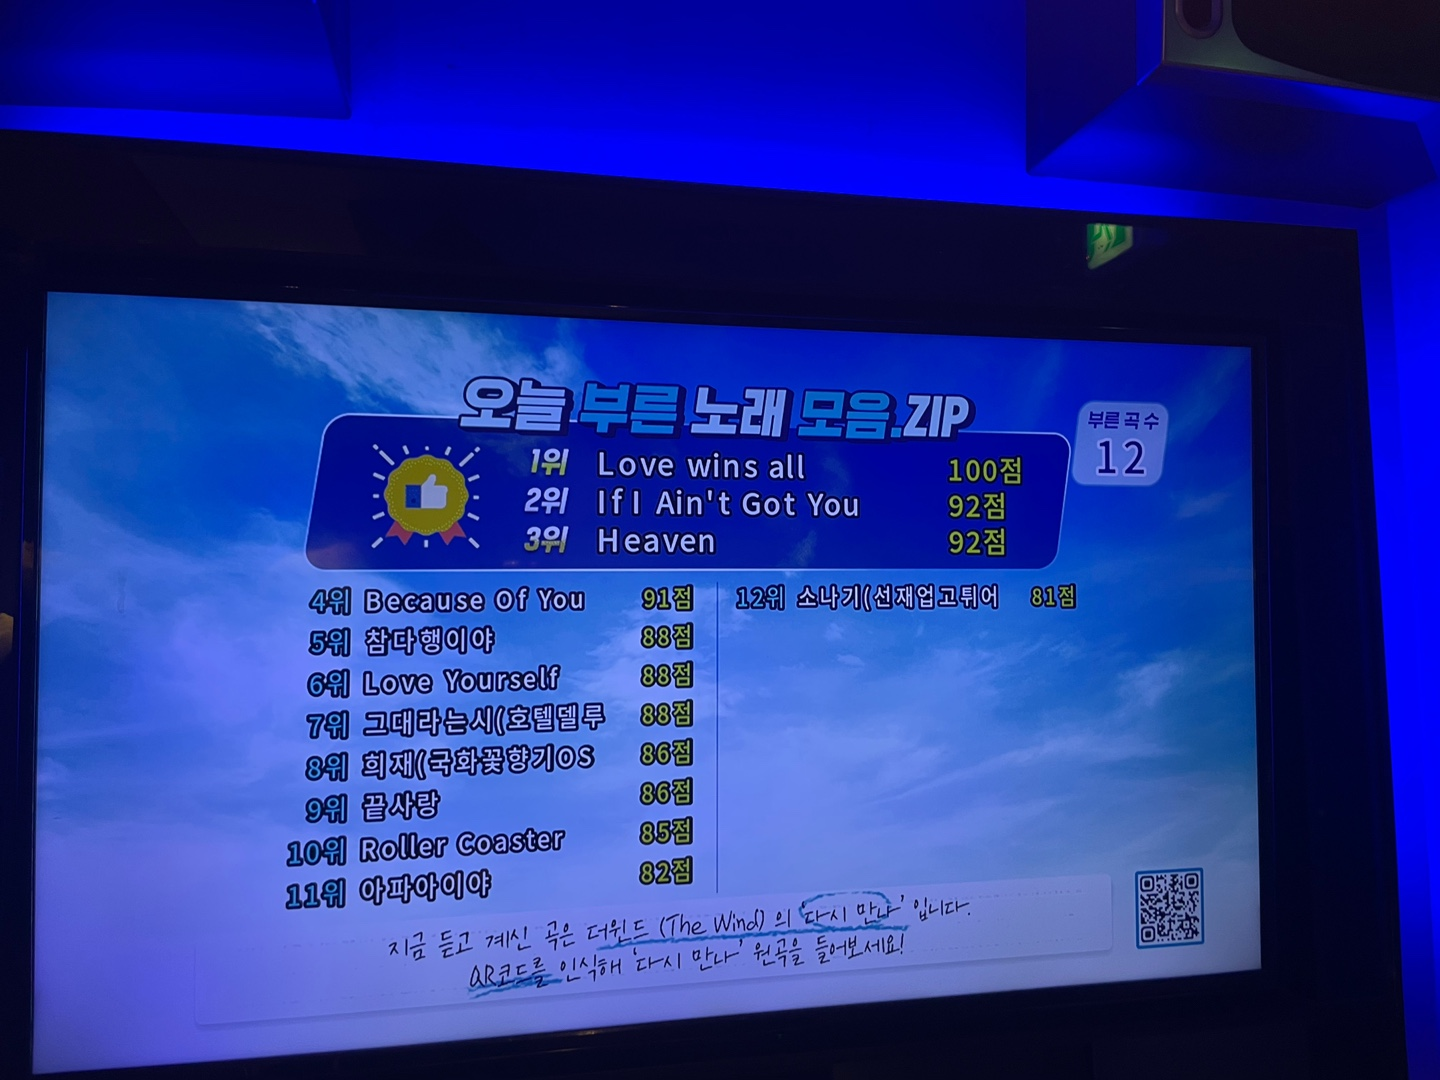 오늘 부른 노래 모음.ZIP
부른 곡 수
12
1위 Love wins all 100점
2위 If I Ain't Got You 92점
3위 Heaven 92점
4위 Because Of You 91점
5위 참다행이야 88점
6위 Love Yourself 88점
7위 그대라는시(호텔델루 88점
8위 희재(국화꽃향기OS 86점
9위 끝사랑 86점
10위 Roller Coaster 85점
11위 아파아이야 82점
12위 소나기(선재업고튀어 81점
지금 듣고 계신 곡은 더윈드 (The Wind) 의 '다시 만나' 입니다.
QR코드를 인식해 '다시 만나' 원곡을 들어보세요!